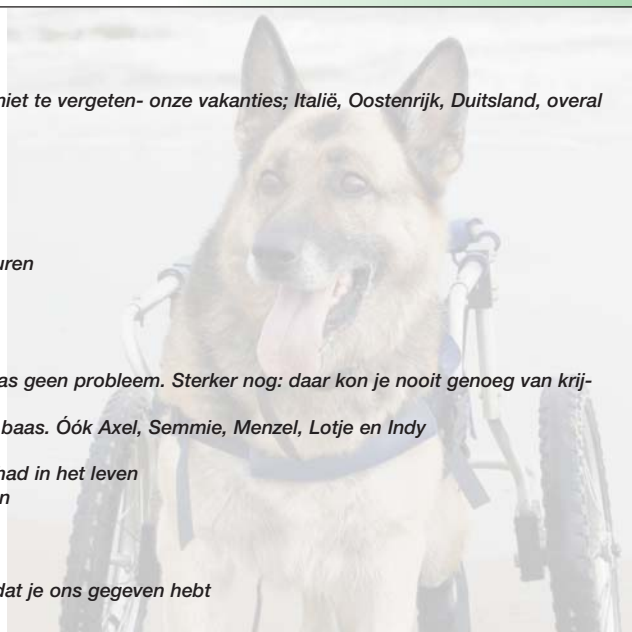 niet te vergeten- onze vakanties; Italië, Oostenrijk, Duitsland, overal
uren
as geen probleem. Sterker nog: daar kon je nooit genoeg van krij-
baas. Óók Axel, Semmie, Menzel, Lotje en Indy
had in het leven
n
dat je ons gegeven hebt